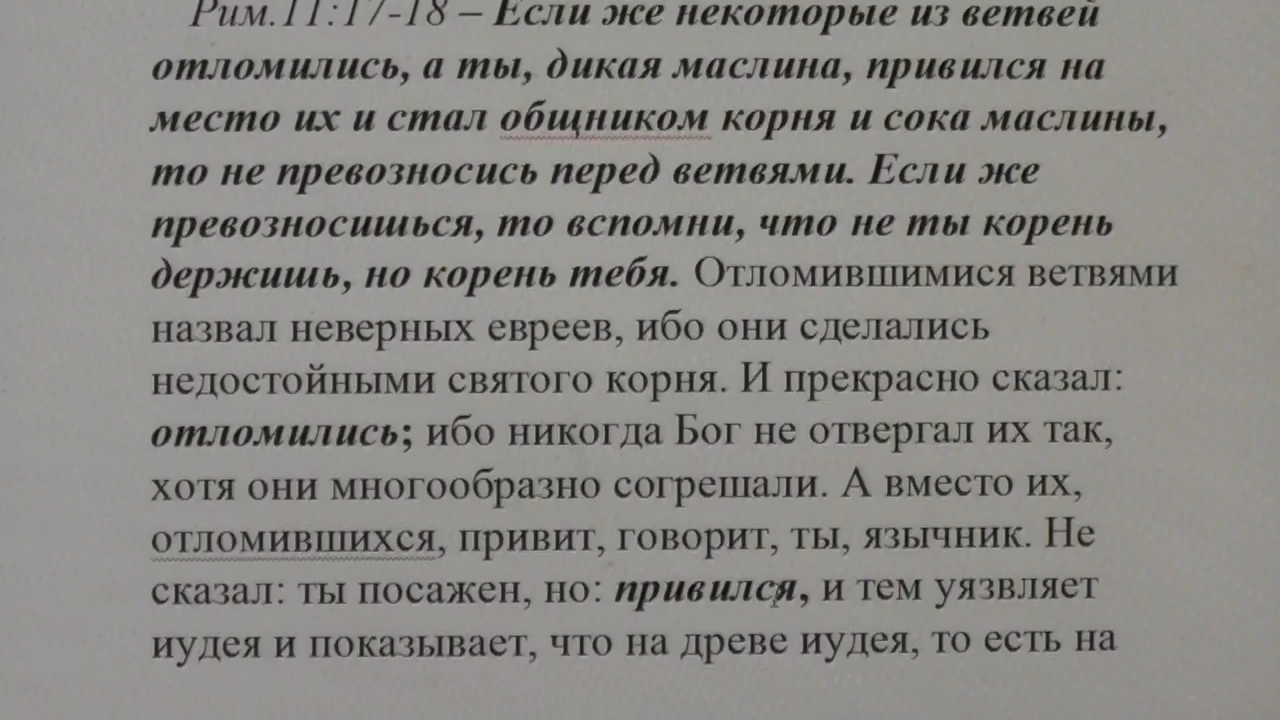 Рим.11:17-18 – Если же некоторые из ветвей
отломились, а ты, дикая маслина, привился на
место их и стал общником корня и сока маслины,
то не превозносись перед ветвями. Если же
превозносишься, то вспомни, что не ты корень
держишь, но корень тебя. Отломившимися ветвями
назвал неверных евреев, ибо они сделались
недостойными святого корня. И прекрасно сказал:
отломились; ибо никогда Бог не отвергал их так,
хотя они многообразно согрешали. А вместо их,
отломившихся, привит, говорит, ты, язычник. Не
сказал: ты посажен, но: привился, и тем уязвляет
иудея и показывает, что на древе иудея, то есть на